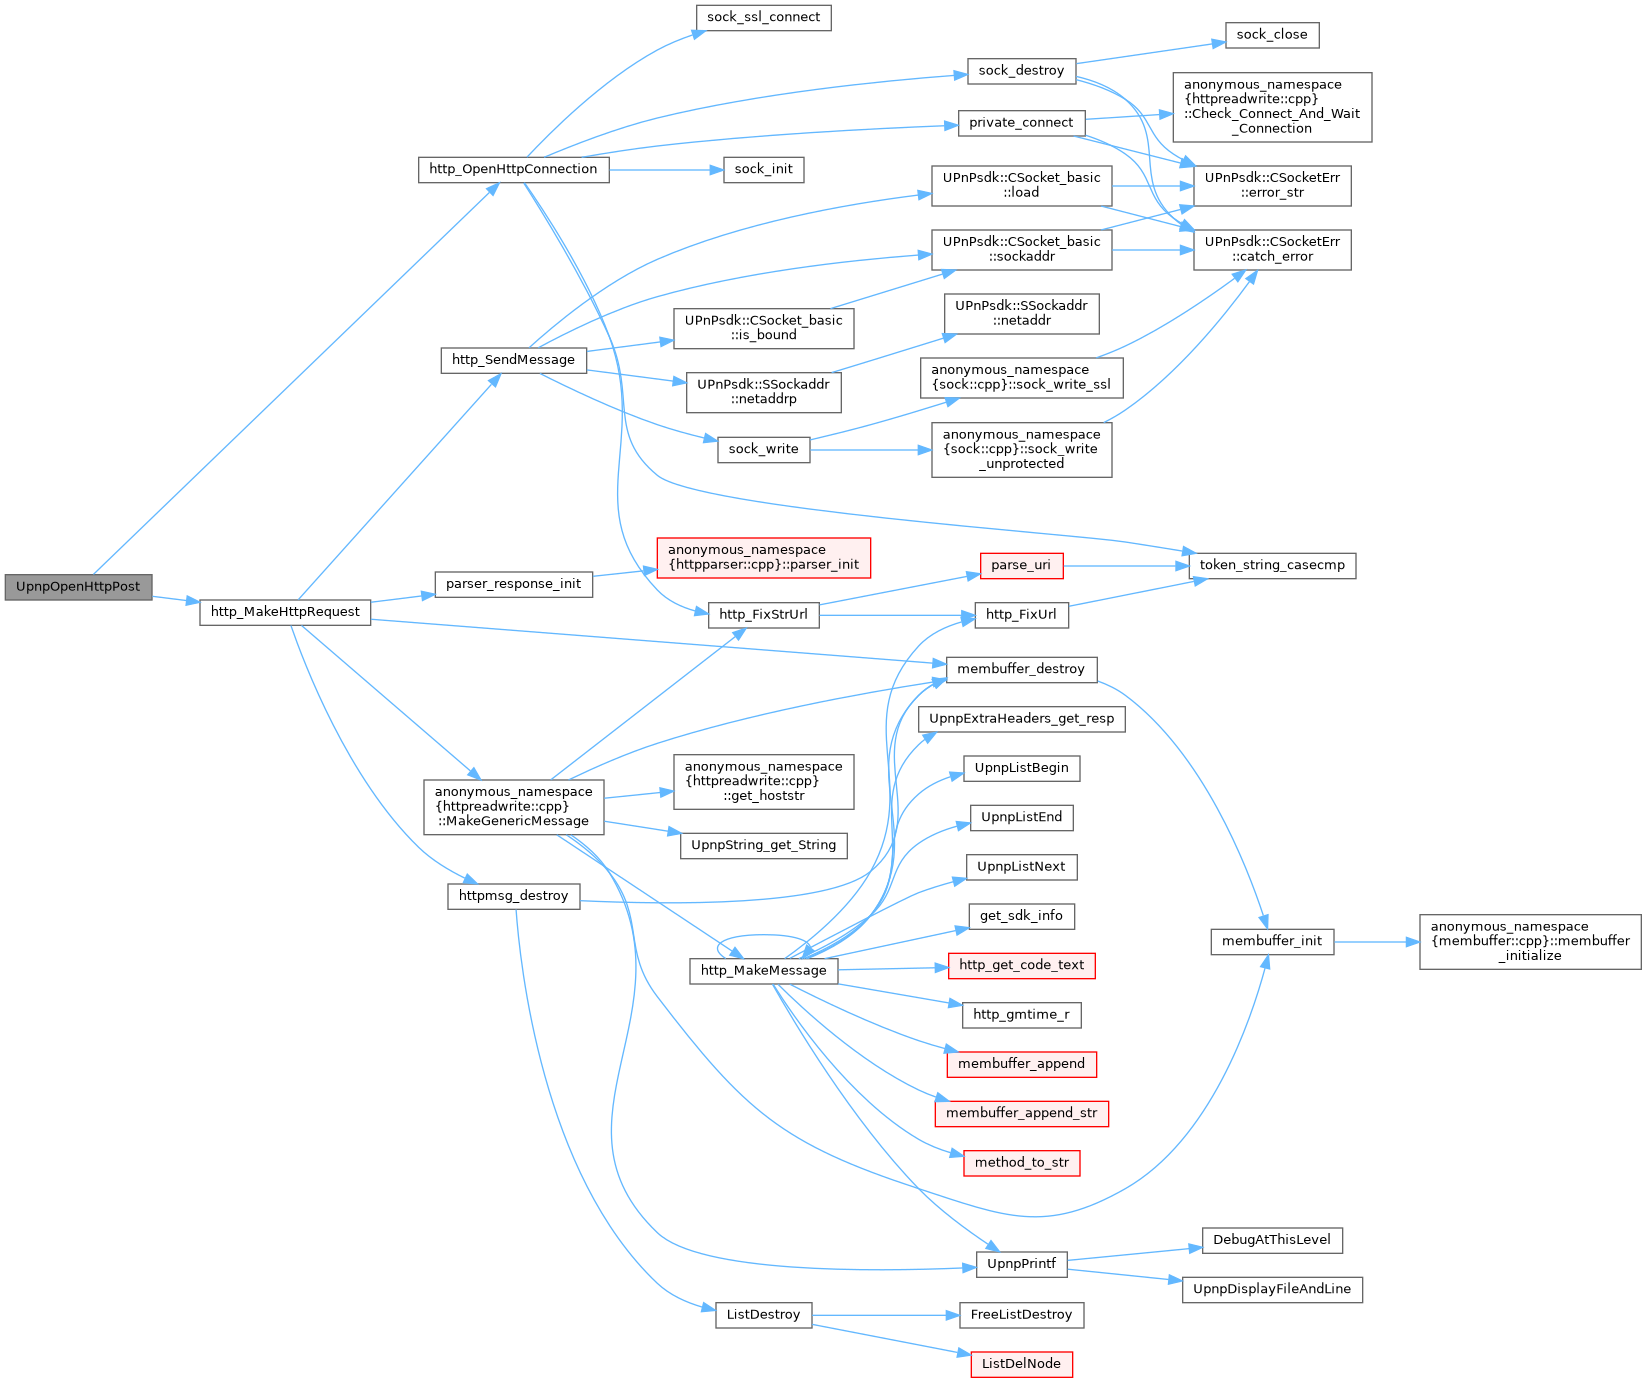 sock_ssl_connect
sock_close
sock_destroy
anonymous_namespace
{httpreadwrite::cpp}
::Check_Connect_And_Wait
_Connection
private_connect
http_OpenHttpConnection
sock_init
UPnPsdk::CSocket_basic
::load
UPnPsdk::CSocketErr
::error_str
UPnPsdk::CSocket_basic
::sockaddr
UPnPsdk::CSocketErr
::catch_error
UPnPsdk::CSocket_basic
::is_bound
UPnPsdk::SSockaddr
::netaddr
http_SendMessage
UPnPsdk::SSockaddr
::netaddrp
anonymous_namespace
{sock::cpp}::sock_write_ssl
sock_write
anonymous_namespace
{sock::cpp}::sock_write
_unprotected
anonymous_namespace
{httpparser::cpp}::parser_init
parse_uri
token_string_casecmp
UpnpOpenHttpPost
parser_response_init
http_MakeHttpRequest
http_FixStrUrl
http_FixUrl
membuffer_destroy
UpnpExtraHeaders_get_resp
anonymous_namespace
{httpreadwrite::cpp}
::get_hoststr
UpnpListBegin
anonymous_namespace
{httpreadwrite::cpp}
::MakeGenericMessage
UpnpListEnd
UpnpString_get_String
UpnpListNext
httpmsg_destroy
get_sdk_info
membuffer_init
anonymous_namespace
{membuffer::cpp}::membuffer
_initialize
http_MakeMessage
http_get_code_text
http_gmtime_r
membuffer_append
membuffer_append_str
method_to_str
DebugAtThisLevel
UpnpPrintf
UpnpDisplayFileAndLine
ListDestroy
FreeListDestroy
ListDelNode